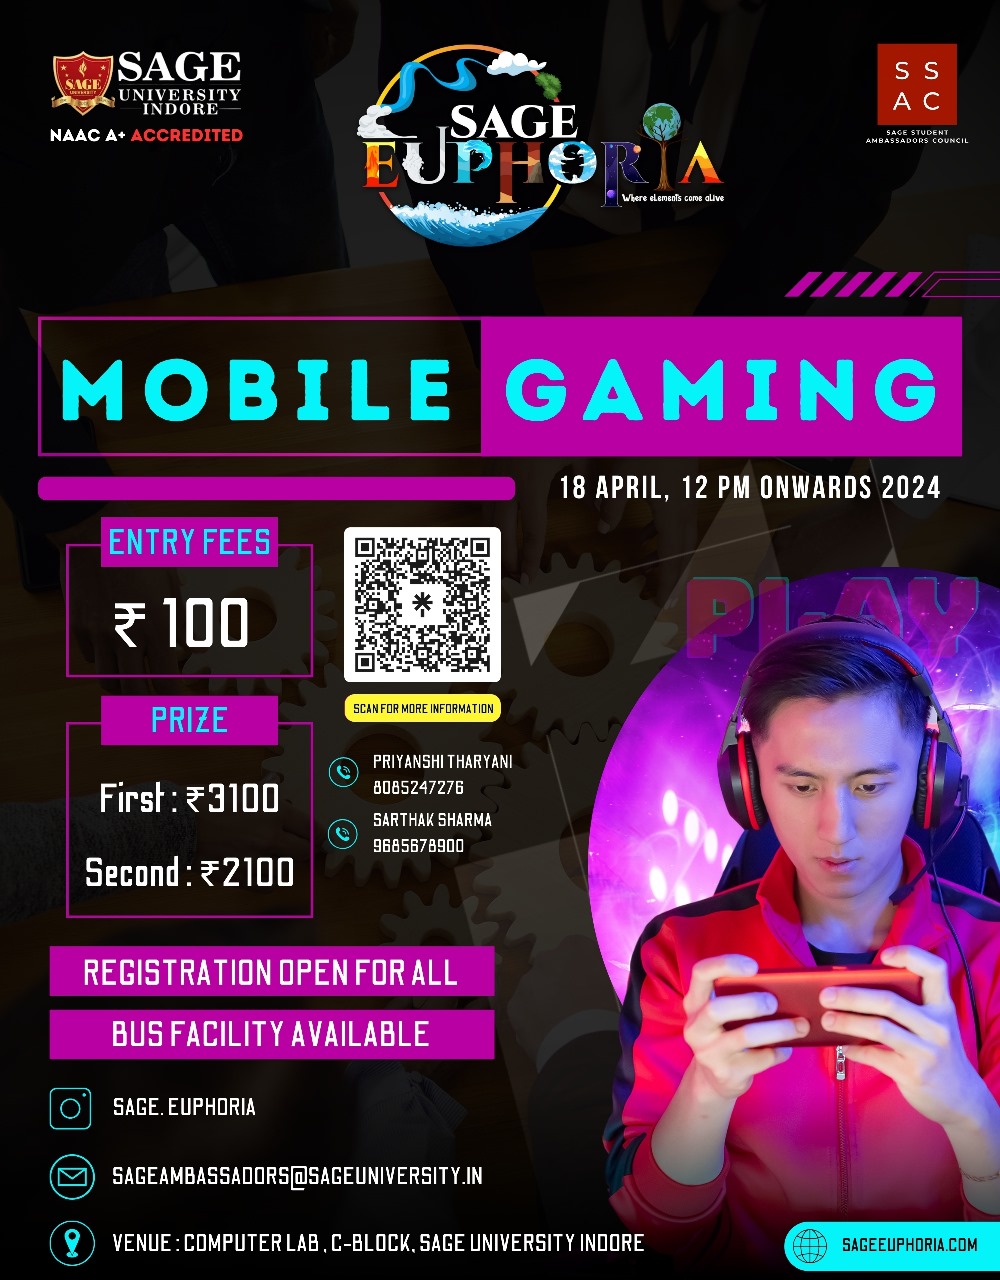 SAGE
UNIVERSITY
INDORE
NAAC A+ ACCREDITED
SAGE
UNIVERSITY
SAGE
EUPHORIA
Where elements come alive
S S
A C
SAGE STUDENT
AMBASSADORS COUNCIL
MOBILE GAMING
18 APRIL, 12 PM ONWARDS 2024
ENTRY FEES
₹ 100
SCAN FOR MORE INFORMATION
PRIZE
First : ₹3100
Second : ₹2100
PRIYANSHI THARYANI
8085247276
SARTHAK SHARMA
9685678900
PLAY
REGISTRATION OPEN FOR ALL
BUS FACILITY AVAILABLE
SAGE. EUPHORIA
SAGEAMBASSADORS@SAGEUNIVERSITY.IN
VENUE : COMPUTER LAB , C-BLOCK, SAGE UNIVERSITY INDORE
SAGEEUPHORIA.COM